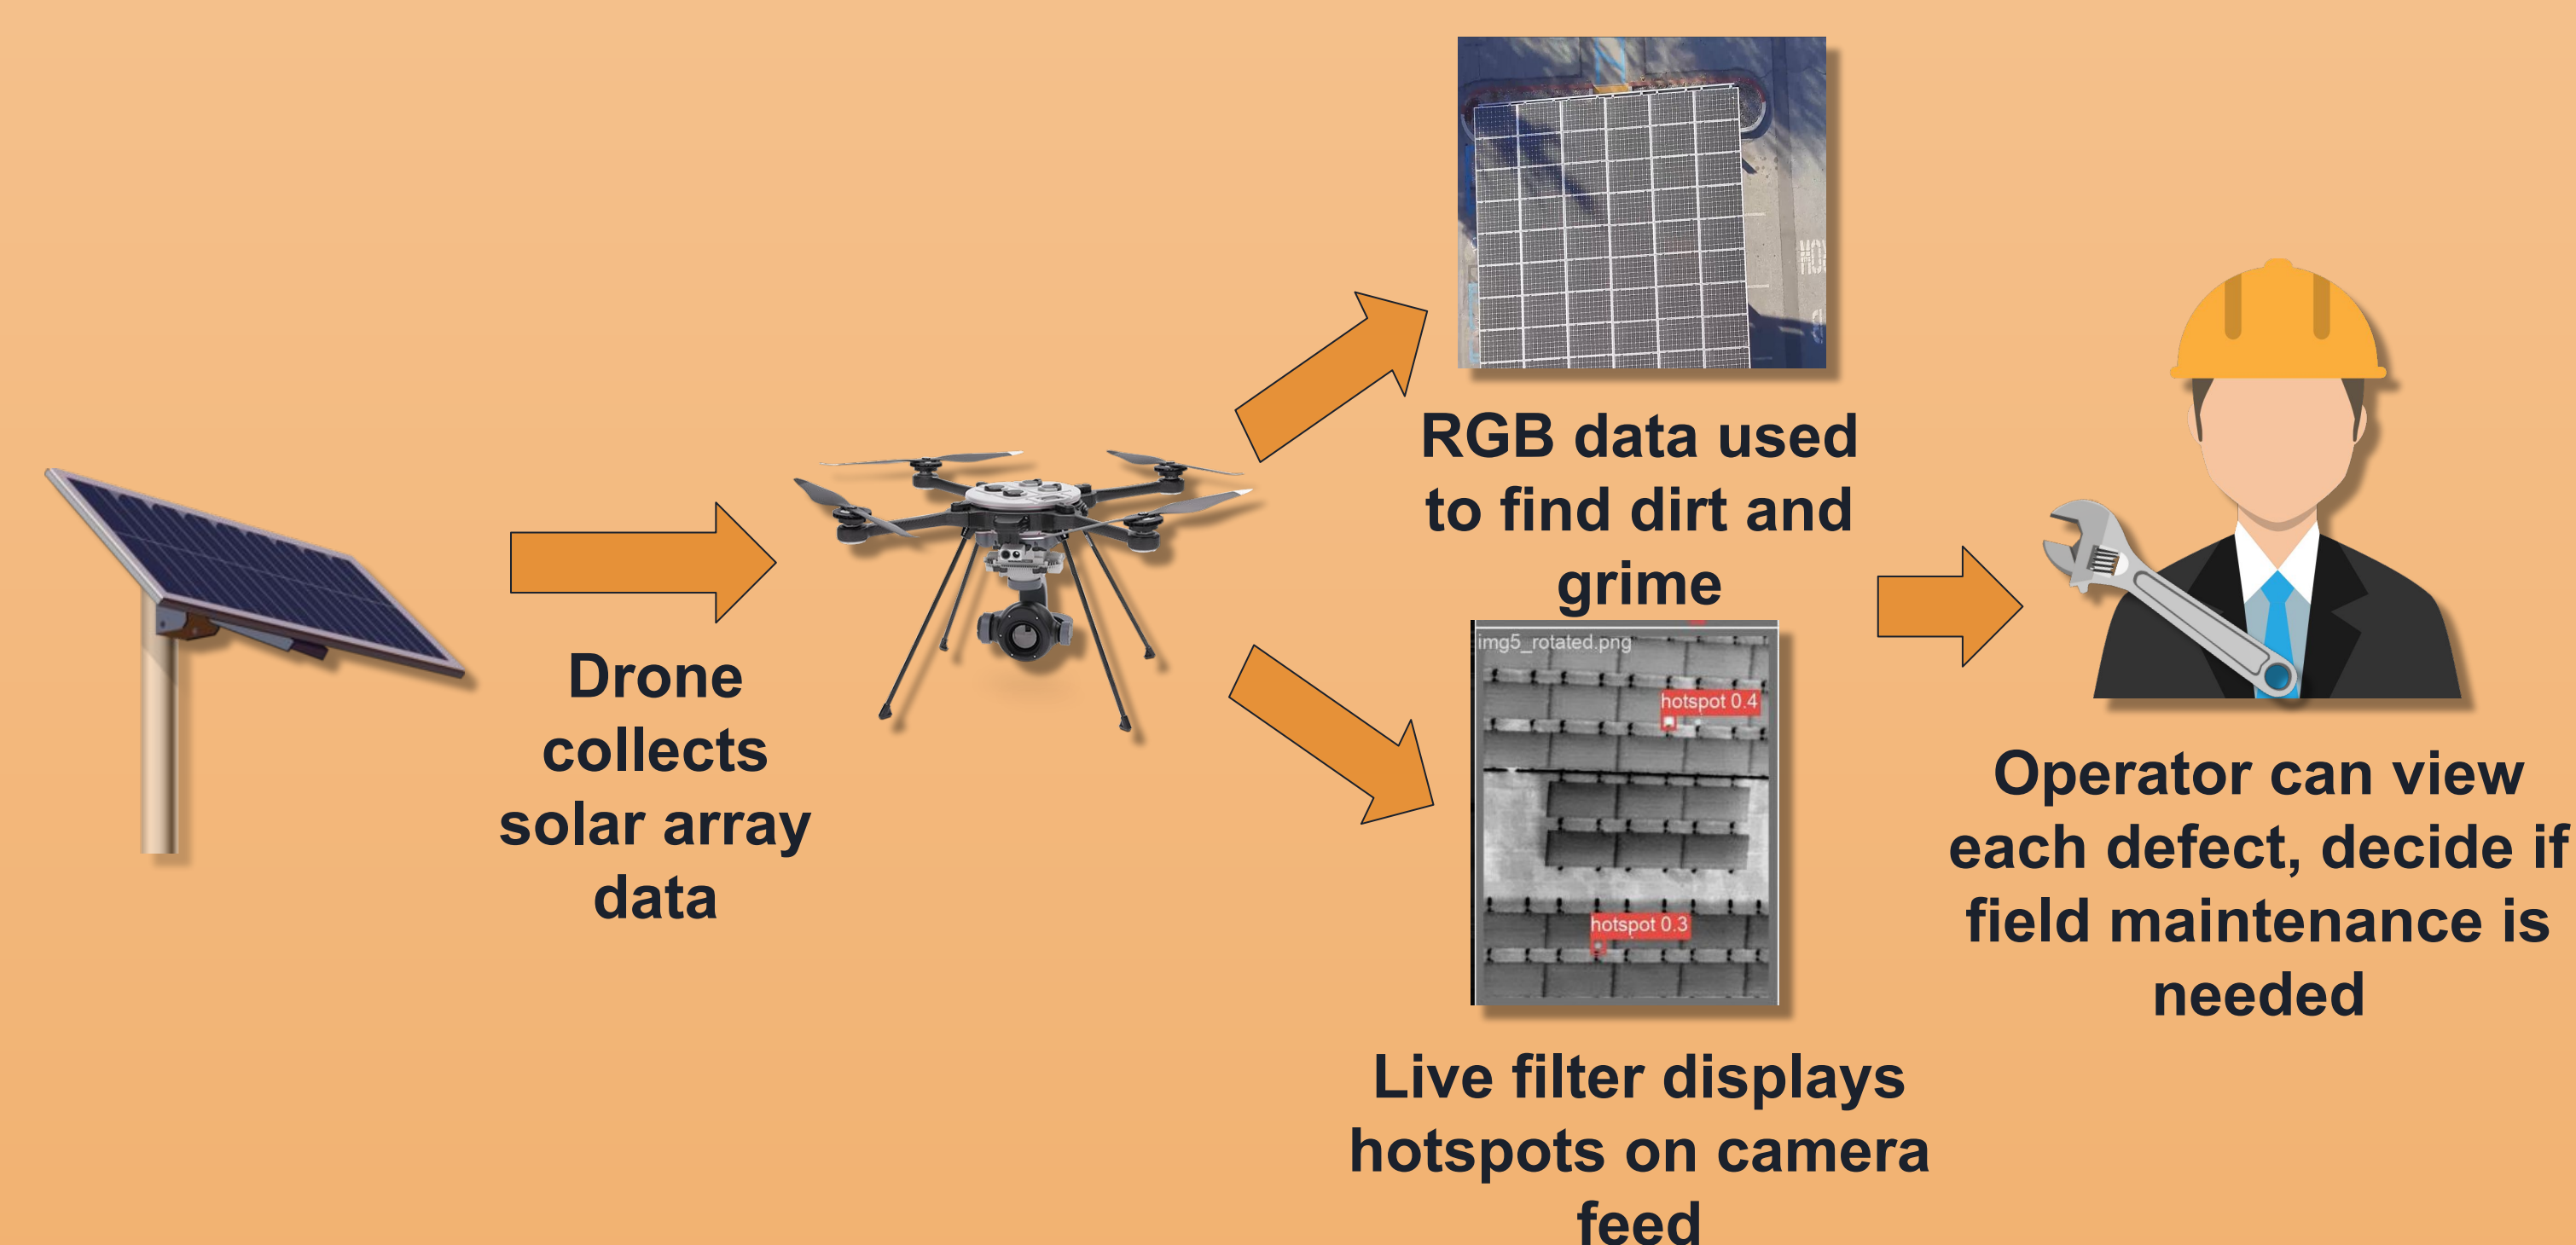 Drone
collects
solar array
data
RGB data used
to find dirt and
grime
img5_rotated.png
hotspot 0.4
hotspot 0.3
Live filter displays
hotspots on camera
feed
Operator can view
each defect, decide if
field maintenance is
needed